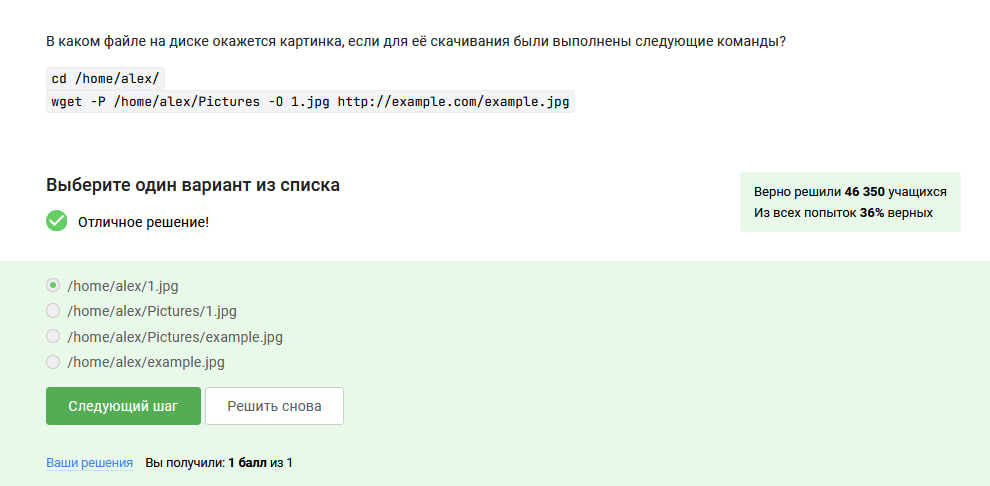 В каком файле на диске окажется картинка, если для её скачивания были выполнены следующие команды?
cd /home/alex/
wget -P /home/alex/Pictures -O 1.jpg http://example.com/example.jpg
Выберите один вариант из списка
Отличное решение!
Верно решили 46 350 учащихся
Из всех попыток 36% верных
/home/alex/1.jpg
/home/alex/Pictures/1.jpg
/home/alex/Pictures/example.jpg
/home/alex/example.jpg
Следующий шаг
Решить снова
Ваши решения Вы получили: 1 балл из 1